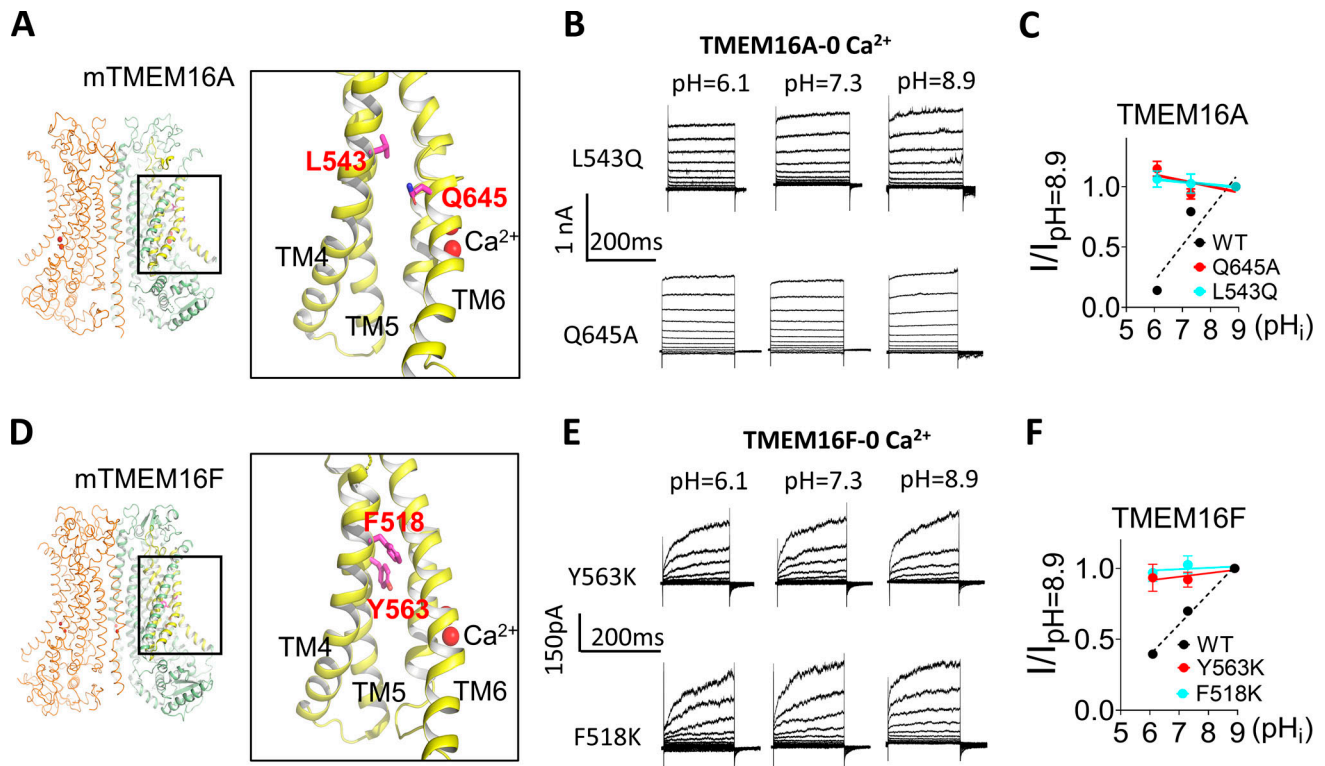 A
mTMEM16A
L543
Q645
Ca²⁺
TM4
TM5
TM6
B
TMEM16A-0 Ca²⁺
pH=6.1
pH=7.3
pH=8.9
L543Q
1 nA
200ms
Q645A
C
TMEM16A
I/I_pH=8.9
1.0
0.5
0.0
WT
Q645A
L543Q
5 6 7 8 9 (pHᵢ)
D
mTMEM16F
F518
Y563
Ca²⁺
TM4
TM5
TM6
E
TMEM16F-0 Ca²⁺
pH=6.1
pH=7.3
pH=8.9
Y563K
150pA
200ms
F518K
F
TMEM16F
I/I_pH=8.9
1.0
0.5
0.0
WT
Y563K
F518K
5 6 7 8 9 (pHᵢ)